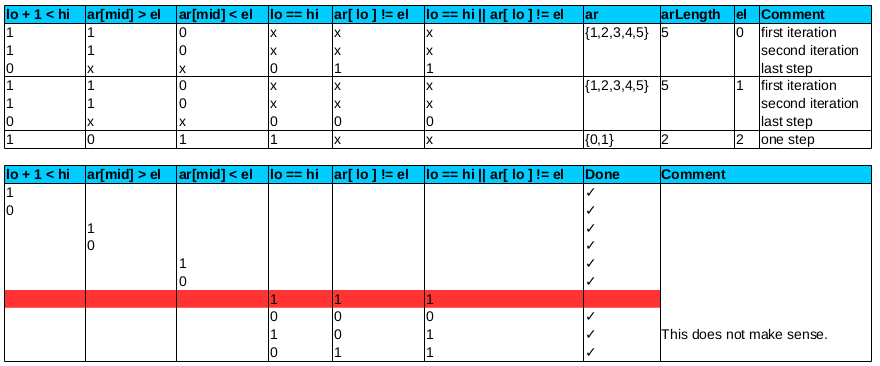 lo + 1 < hi ar[mid] > el ar[mid] < el lo == hi ar[ lo ] != el lo == hi || ar[ lo ] != el ar arLength el Comment
1 1 0 x x x {1,2,3,4,5} 5 0 first iteration
1 1 0 x x x second iteration
0 x x 0 1 1 last step
1 1 0 x x x {1,2,3,4,5} 5 1 first iteration
1 1 0 x x x second iteration
0 x x 0 0 0 last step
1 0 1 1 x x {0,1} 2 2 one step
lo + 1 < hi ar[mid] > el ar[mid] < el lo == hi ar[ lo ] != el lo == hi || ar[ lo ] != el Done Comment
1 ✓
0 ✓
1 ✓
0 ✓
1 ✓
0 ✓
1 1 1
0 0 0 ✓
1 0 1 ✓ This does not make sense.
0 1 1 ✓